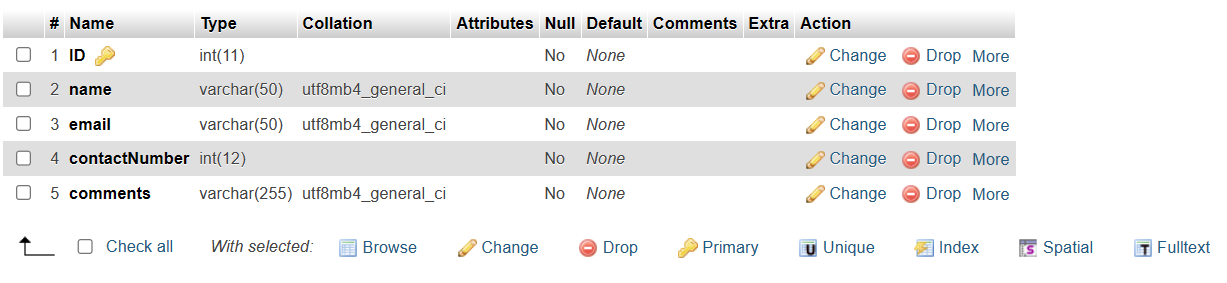 # Name Type Collation Attributes Null Default Comments Extra Action
1 ID int(11) No None Change Drop More
2 name varchar(50) utf8mb4_general_ci No None Change Drop More
3 email varchar(50) utf8mb4_general_ci No None Change Drop More
4 contactNumber int(12) No None Change Drop More
5 comments varchar(255) utf8mb4_general_ci No None Change Drop More
Check all With selected: Browse Change Drop Primary U Unique Index S Spatial T Fulltext